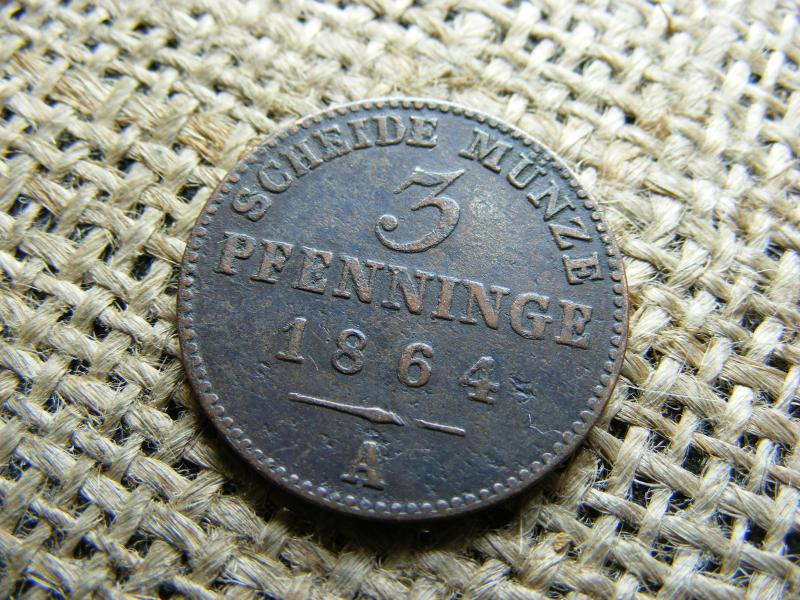 SCHEIDE MÜNZE
3
PFENNINGE
1864
A